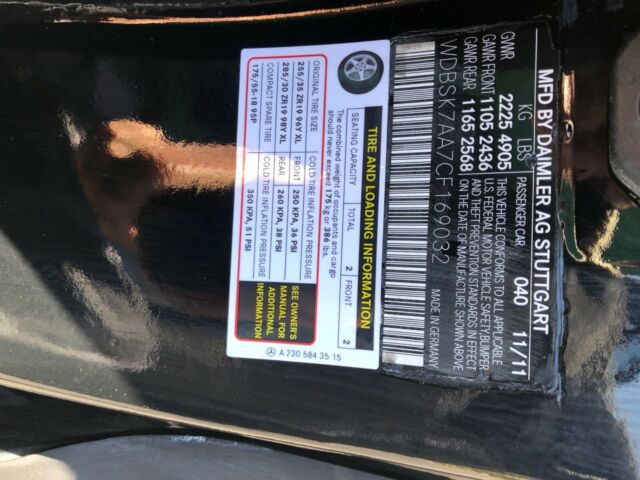 MFD BY DAIMLER AG STUTTGART
PASSENGER CAR 040 11/11
KG LBS
GVWR 2225 4905
GAWR FRONT 1105 2436
GAWR REAR 1165 2568
THIS VEHICLE CONFORMS TO ALL APPLICABLE
U.S. FEDERAL MOTOR VEHICLE SAFETY/BUMPER
AND THEFT PREVENTION STANDARDS IN EFFECT
ON THE DATE OF MANUFACTURE SHOWN ABOVE
WDBSK7AA7CF169032
MADE IN GERMANY
TIRE AND LOADING INFORMATION
SEATING CAPACITY TOTAL 2 FRONT 2
The combined weight of occupants and cargo
should never exceed 175 kg or 386 lbs.
ORIGINAL TIRE SIZE COLD TIRE INFLATION PRESSURE
255/35 ZR19 96Y XL FRONT 250 KPA, 36 PSI
285/30 ZR19 98Y XL REAR 260 KPA, 38 PSI
COMPACT SPARE TIRE COLD TIRE INFLATION PRESSURE
175/55-18 95P 350 KPA, 51 PSI
SEE OWNER'S
MANUAL FOR
ADDITIONAL
INFORMATION
A 230 584 35 15